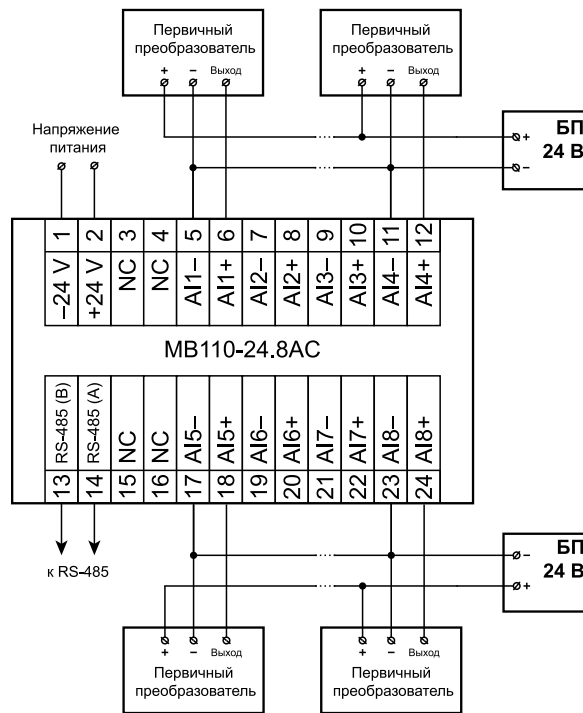 Первичный
преобразователь
+ − Выход
Первичный
преобразователь
+ − Выход
Напряжение
питания
БП
24 В
+
−
1 2 3 4 5 6 7 8 9 10 11 12
−24 V +24 V NC NC AI1− AI1+ AI2− AI2+ AI3− AI3+ AI4− AI4+
МВ110-24.8АС
RS-485 (B) RS-485 (A) NC NC AI5− AI5+ AI6− AI6+ AI7− AI7+ AI8− AI8+
13 14 15 16 17 18 19 20 21 22 23 24
к RS-485
БП
24 В
−
+
+ − Выход
Первичный
преобразователь
+ − Выход
Первичный
преобразователь